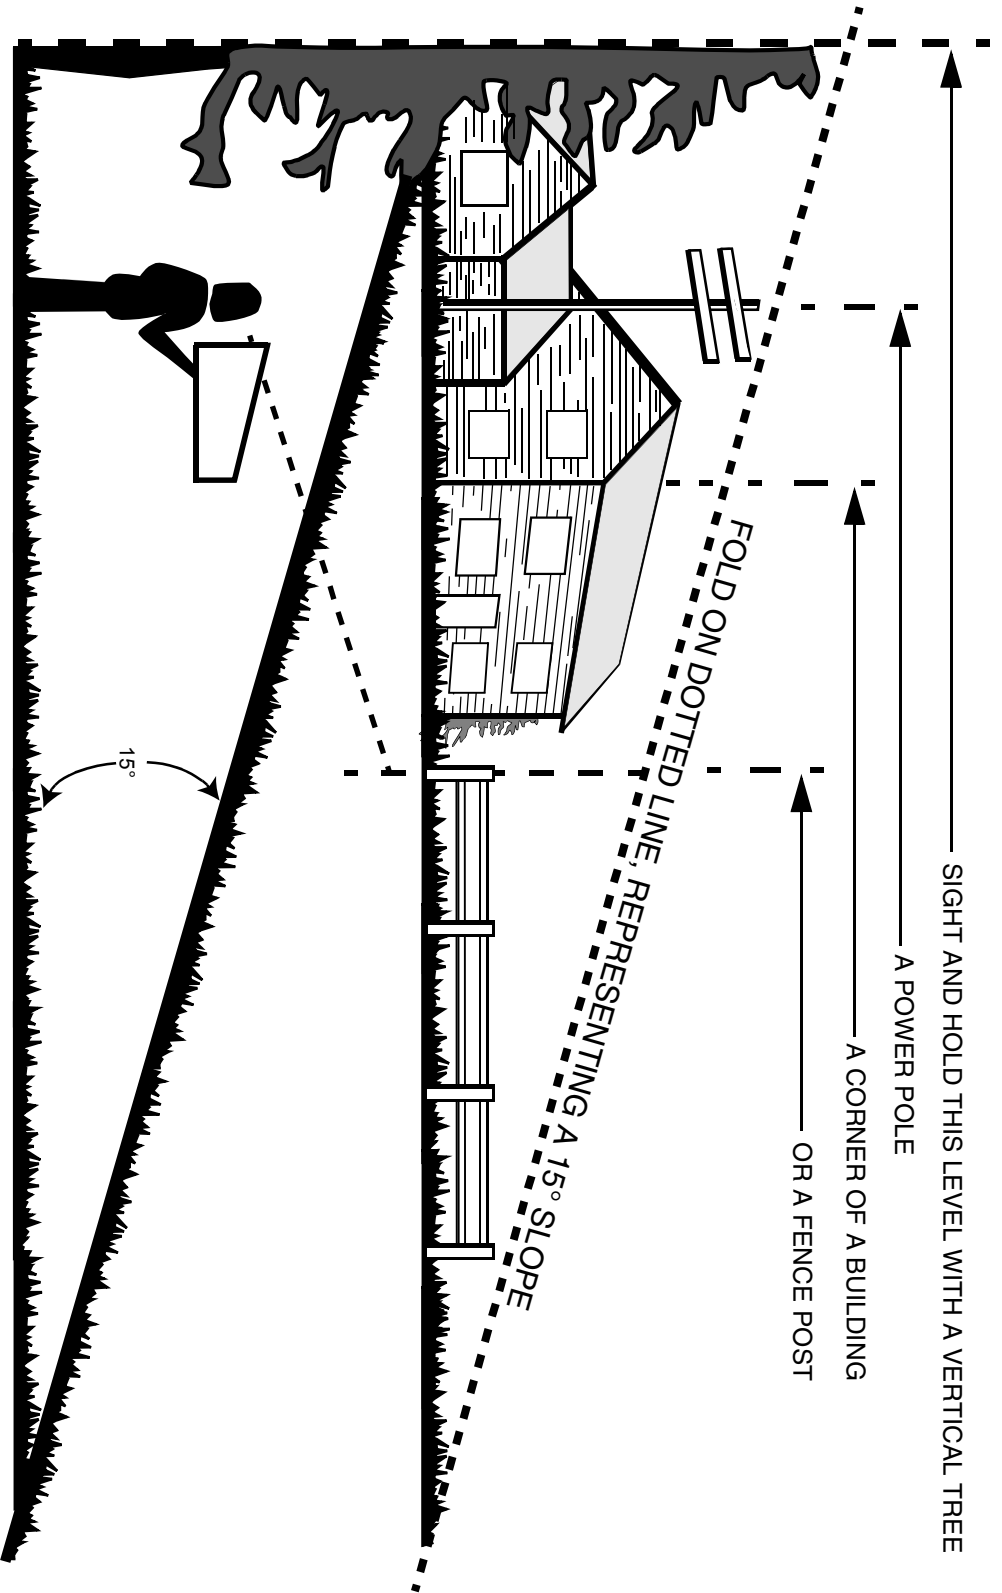 SIGHT AND HOLD THIS LEVEL WITH A VERTICAL TREE
A POWER POLE
A CORNER OF A BUILDING
OR A FENCE POST
FOLD ON DOTTED LINE, REPRESENTING A 15° SLOPE
15°